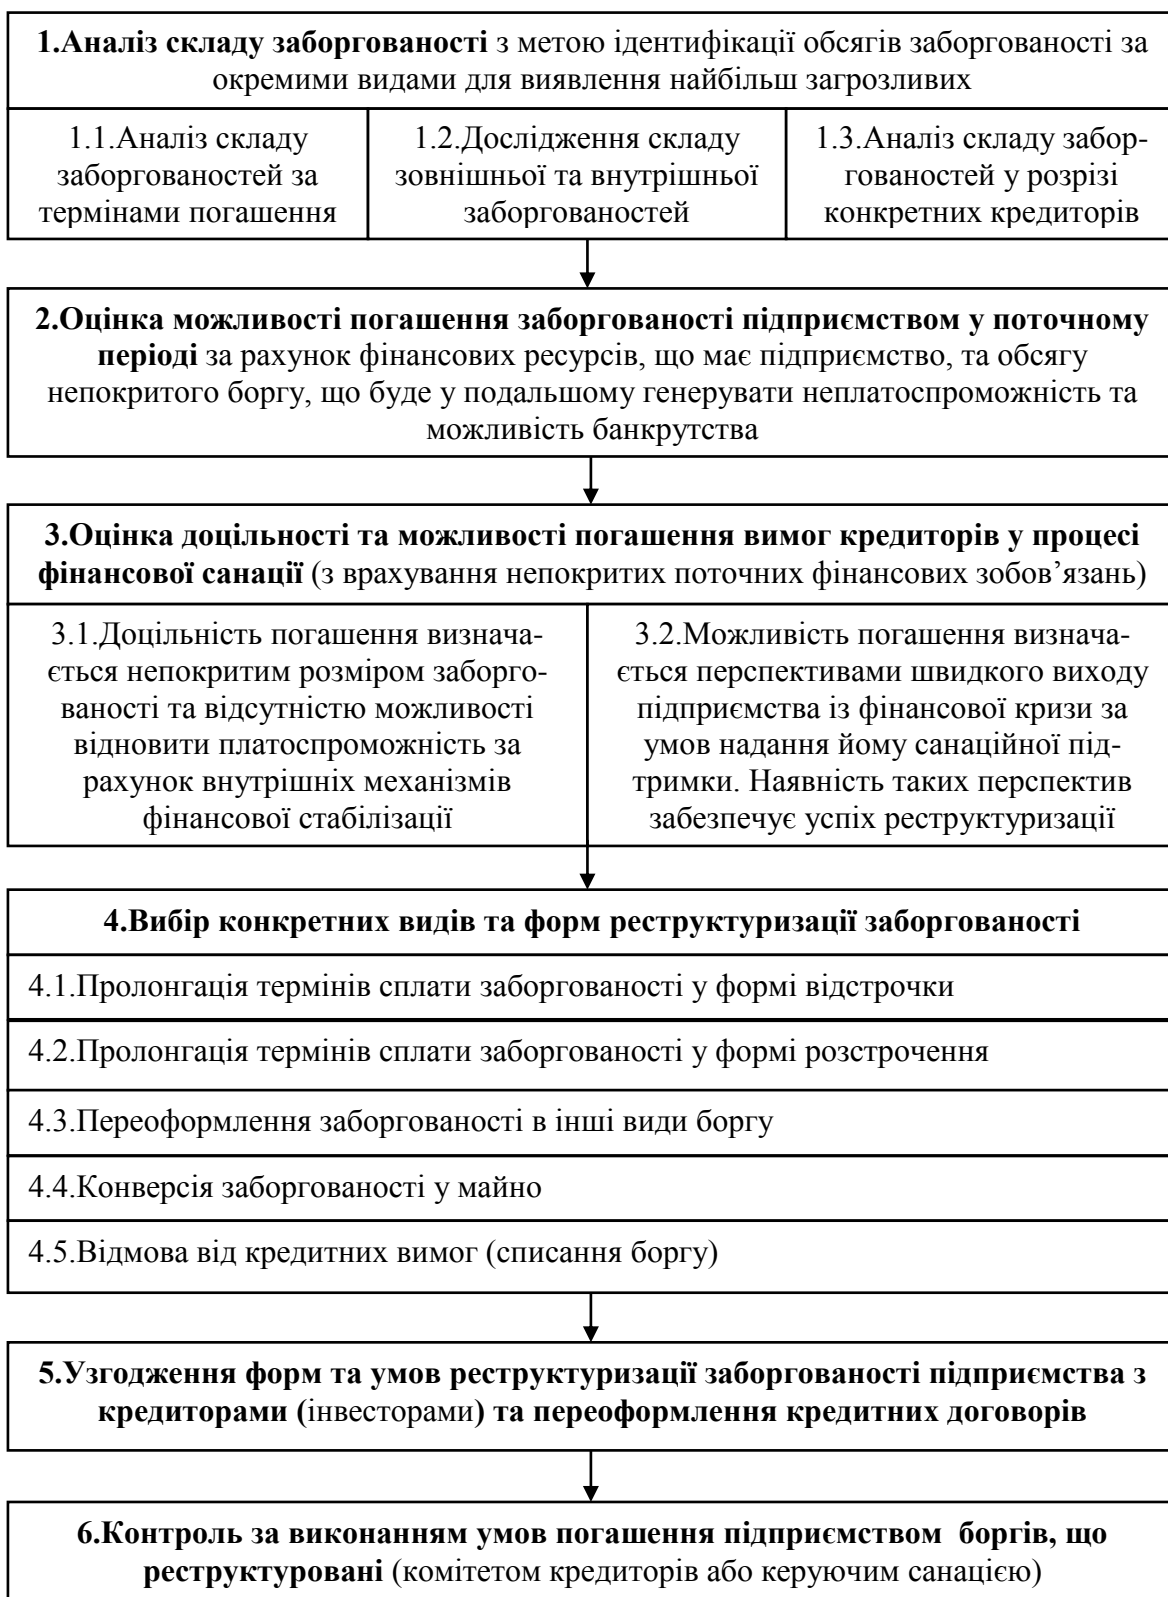 1.Аналіз складу заборгованості з метою ідентифікації обсягів заборгованості за
окремими видами для виявлення найбільш загрозливих
1.1.Аналіз складу
заборгованостей за
термінами погашення
1.2.Дослідження складу
зовнішньої та внутрішньої
заборгованостей
1.3.Аналіз складу забор-
гованостей у розрізі
конкретних кредиторів
2.Оцінка можливості погашення заборгованості підприємством у поточному
періоді за рахунок фінансових ресурсів, що має підприємство, та обсягу
непокритого боргу, що буде у подальшому генерувати неплатоспроможність та
можливість банкрутства
3.Оцінка доцільності та можливості погашення вимог кредиторів у процесі
фінансової санації (з врахування непокритих поточних фінансових зобов’язань)
3.1.Доцільність погашення визнача-
ється непокритим розміром заборго-
ваності та відсутністю можливості
відновити платоспроможність за
рахунок внутрішніх механізмів
фінансової стабілізації
3.2.Можливість погашення визнача-
ється перспективами швидкого виходу
підприємства із фінансової кризи за
умов надання йому санаційної під-
тримки. Наявність таких перспектив
забезпечує успіх реструктуризації
4.Вибір конкретних видів та форм реструктуризації заборгованості
4.1.Пролонгація термінів сплати заборгованості у формі відстрочки
4.2.Пролонгація термінів сплати заборгованості у формі розстрочення
4.3.Переоформлення заборгованості в інші види боргу
4.4.Конверсія заборгованості у майно
4.5.Відмова від кредитних вимог (списання боргу)
5.Узгодження форм та умов реструктуризації заборгованості підприємства з
кредиторами (інвесторами) та переоформлення кредитних договорів
6.Контроль за виконанням умов погашення підприємством боргів, що
реструктуровані (комітетом кредиторів або керуючим санацією)